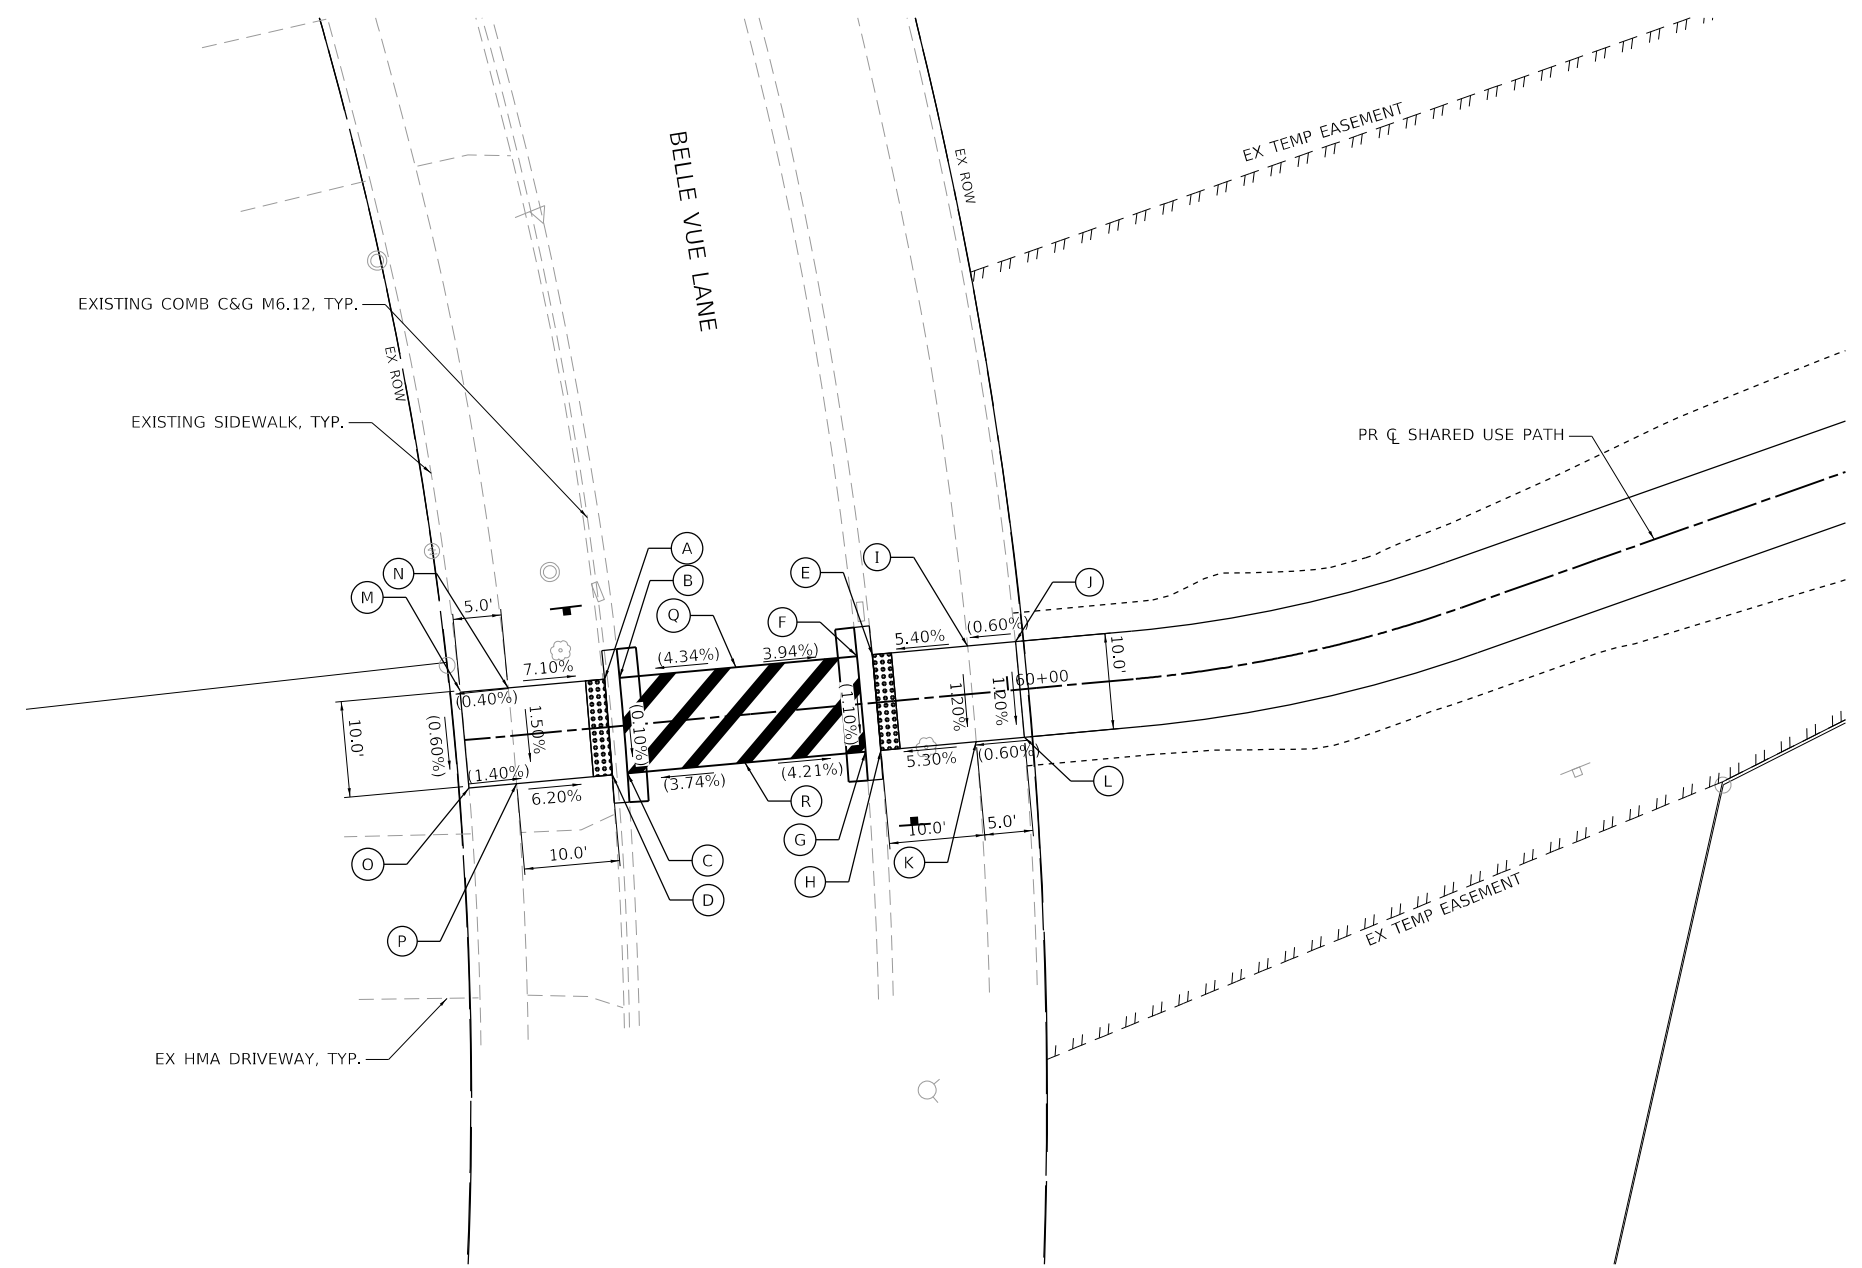 EX TEMP EASEMENT
BELLE VUE LANE
EX ROW
EXISTING COMB C&G M6.12, TYP.
EX ROW
EXISTING SIDEWALK, TYP.
PR ℄ SHARED USE PATH
A
B
I
E
J
N
M
5.0'
Q
F
(0.60%)
5.40%
(4.34%)
3.94%)
7.10%
10.0'
60+00
(0.40%)
10.0'
(0.60%)
1.50%
(0.10%)
(1.10%)
1.20%
1.20%
(1.40%)
6.20%
(3.74%)
(4.21%)
5.30%
(0.60%)
L
R
G
10.0'
5.0'
10.0'
O
C
K
H
D
P
EX TEMP EASEMENT
EX HMA DRIVEWAY, TYP.